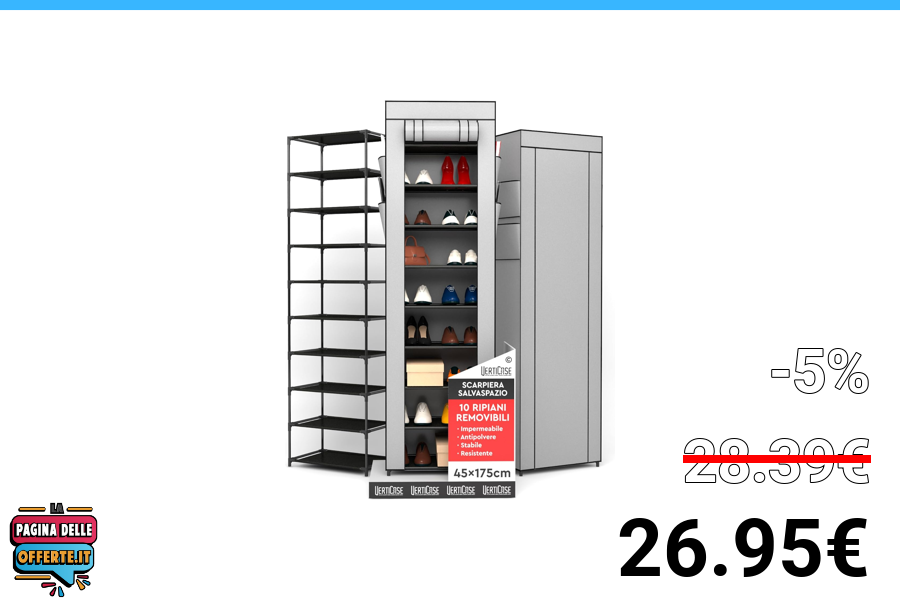 ©
VERTICASE
SCARPIERA
SALVASPAZIO
10 RIPIANI
REMOVIBILI
· Impermeabile
· Antipolvere
· Stabile
· Resistente
45×175cm
VERTICASE VERTICASE VERTICASE VERTICASE
-5%
28.39€
26.95€
LA
PAGINA DELLE
OFFERTE.IT